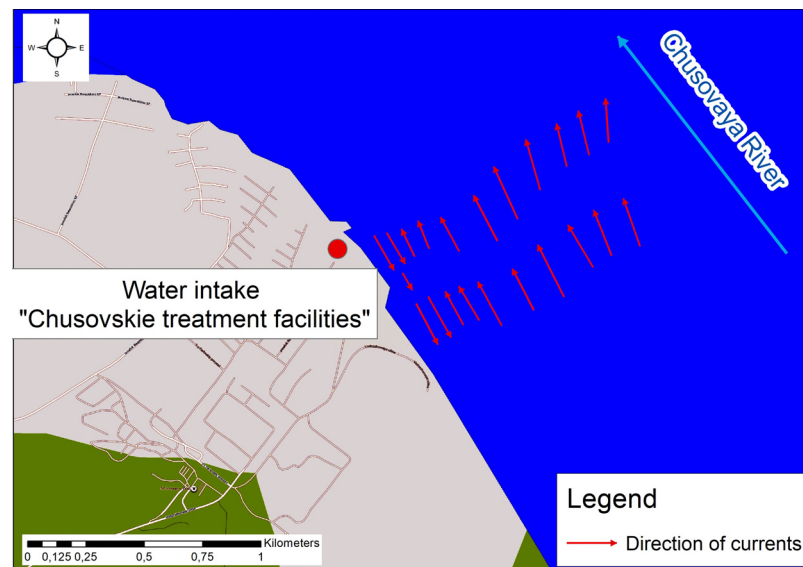 N
W E
S
Chusovaya River
Water intake
"Chusovskie treatment facilities"
Legend
Direction of currents
Kilometers
0 0,125 0,25 0,5 0,75 1